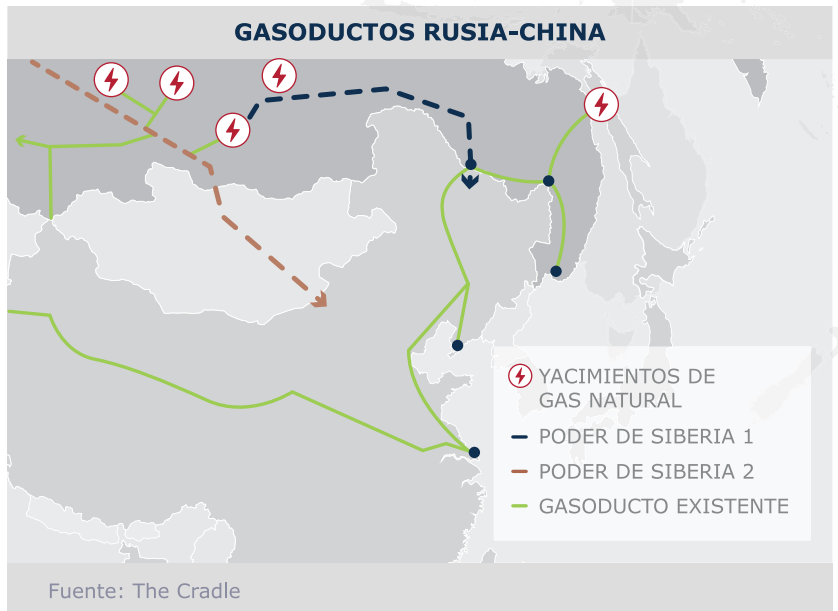 GASODUCTOS RUSIA-CHINA
YACIMIENTOS DE
GAS NATURAL
PODER DE SIBERIA 1
PODER DE SIBERIA 2
GASODUCTO EXISTENTE
Fuente: The Cradle